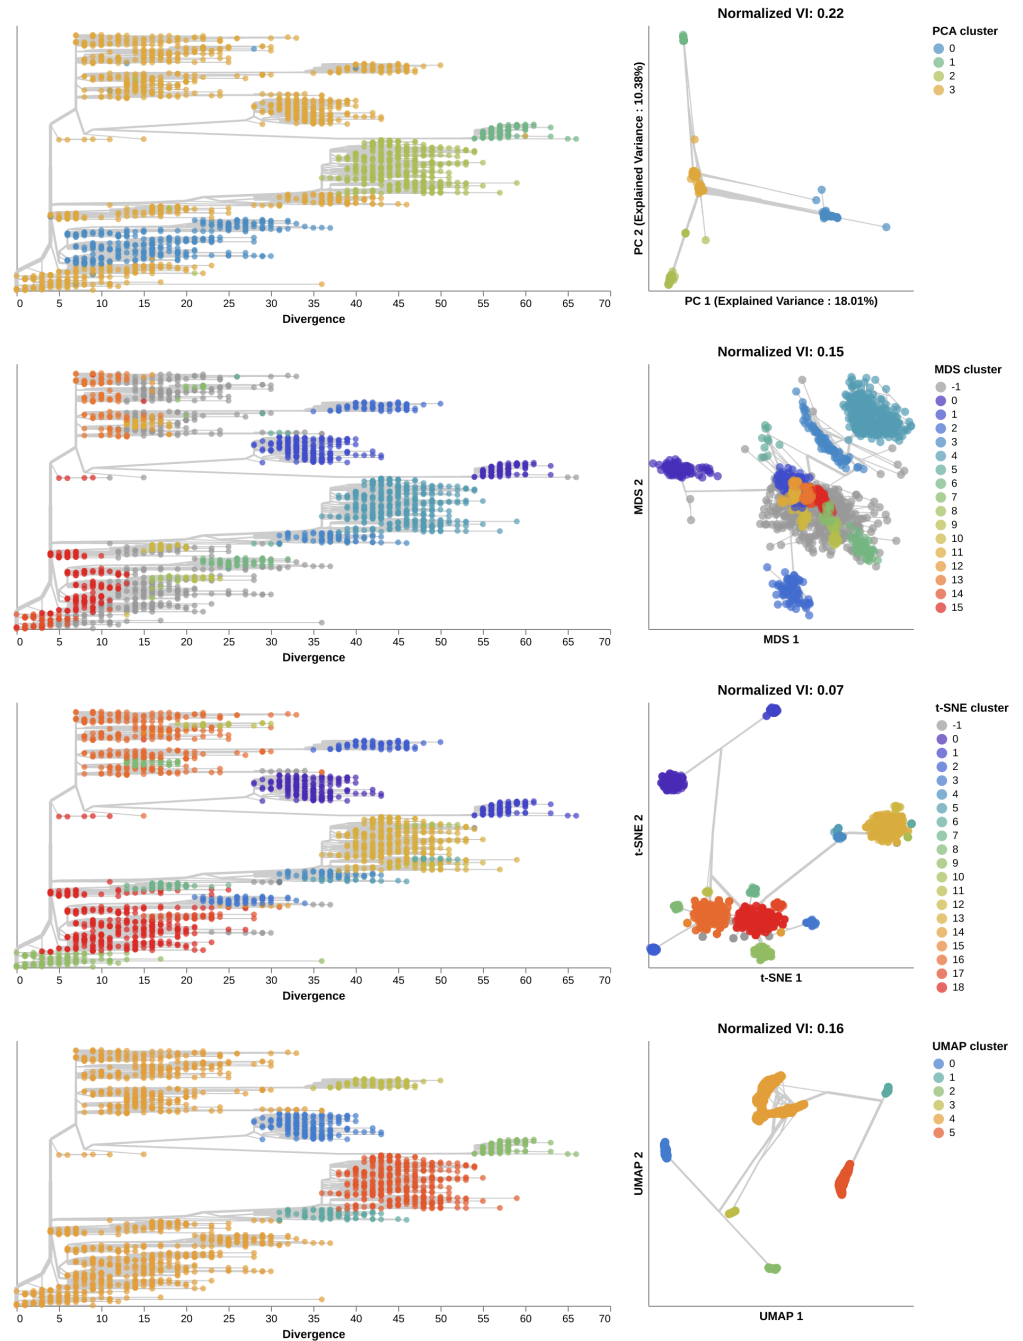 Normalized VI: 0.22
PC 2 (Explained Variance : 10.38%)
PC 1 (Explained Variance : 18.01%)
PCA cluster
0
1
2
3
0 5 10 15 20 25 30 35 40 45 50 55 60 65 70
Divergence
Normalized VI: 0.15
MDS 2
MDS 1
MDS cluster
-1
0
1
2
3
4
5
6
7
8
9
10
11
12
13
14
15
0 5 10 15 20 25 30 35 40 45 50 55 60 65 70
Divergence
Normalized VI: 0.07
t-SNE 2
t-SNE 1
t-SNE cluster
-1
0
1
2
3
4
5
6
7
8
9
10
11
12
13
14
15
16
17
18
0 5 10 15 20 25 30 35 40 45 50 55 60 65 70
Divergence
Normalized VI: 0.16
UMAP 2
UMAP 1
UMAP cluster
0
1
2
3
4
5
0 5 10 15 20 25 30 35 40 45 50 55 60 65 70
Divergence